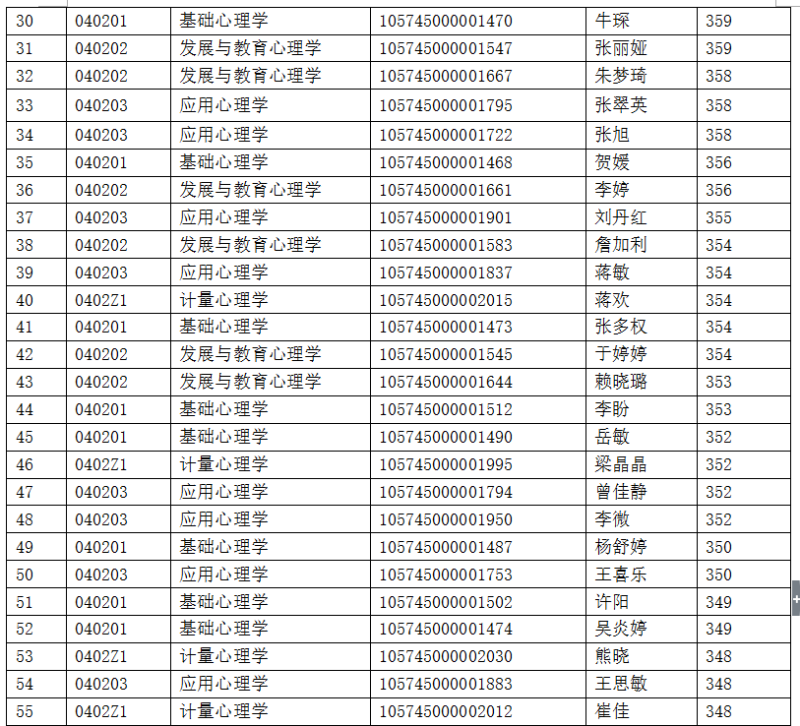 30 040201 基础心理学 105745000001470 牛琛 359
31 040202 发展与教育心理学 105745000001547 张丽娅 359
32 040202 发展与教育心理学 105745000001667 朱梦琦 358
33 040203 应用心理学 105745000001795 张翠英 358
34 040203 应用心理学 105745000001722 张旭 358
35 040201 基础心理学 105745000001468 贺媛 356
36 040202 发展与教育心理学 105745000001661 李婷 356
37 040203 应用心理学 105745000001901 刘丹红 355
38 040202 发展与教育心理学 105745000001583 詹加利 354
39 040203 应用心理学 105745000001837 蒋敏 354
40 0402Z1 计量心理学 105745000002015 蒋欢 354
41 040201 基础心理学 105745000001473 张多权 354
42 040202 发展与教育心理学 105745000001545 于婷婷 354
43 040202 发展与教育心理学 105745000001644 赖晓璐 353
44 040201 基础心理学 105745000001512 李盼 353
45 040201 基础心理学 105745000001490 岳敏 352
46 0402Z1 计量心理学 105745000001995 梁晶晶 352
47 040203 应用心理学 105745000001794 曾佳静 352
48 040203 应用心理学 105745000001950 李微 352
49 040201 基础心理学 105745000001487 杨舒婷 350
50 040203 应用心理学 105745000001753 王喜乐 350
51 040201 基础心理学 105745000001502 许阳 349
52 040201 基础心理学 105745000001474 吴炎婷 349
53 0402Z1 计量心理学 105745000002030 熊晓 348
54 040203 应用心理学 105745000001883 王思敏 348
55 0402Z1 计量心理学 105745000002012 崔佳 348